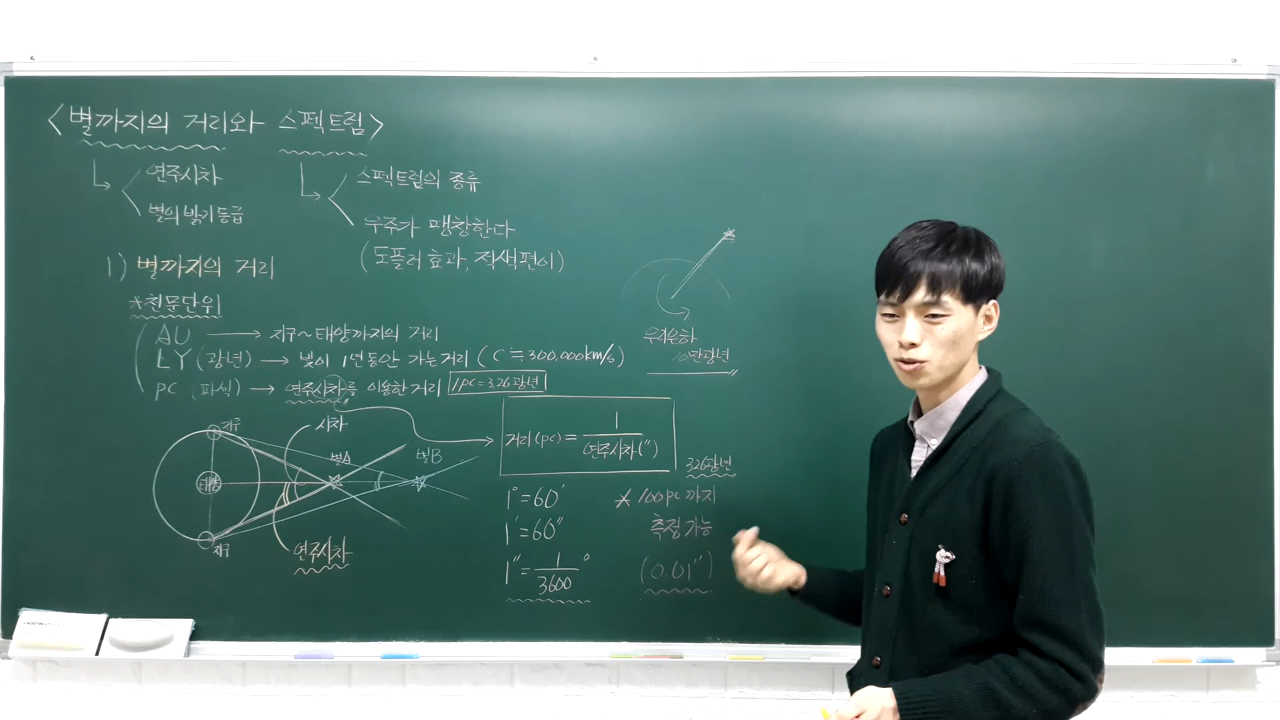 <별까지의 거리와 스펙트럼>
연주시차
별의 밝기등급
스펙트럼의 종류
우주가 팽창한다
(도플러 효과, 적색편이)
1) 별까지의 거리
*천문단위
AU → 지구~태양까지의 거리
LY (광년) → 빛이 1년동안 가는거리 (C ≒ 300,000km/s)
pc (파섹) → 연주시차를 이용한 거리 1pc=3.26광년
지구
시차
별A
별B
태양
지구
연주시차
거리(pc) = 1/연주시차(″)
1° = 60′
1′ = 60″
1″ = 1/3600°
326광년
*100pc까지
측정가능
(0.01″)
우리은하
10만광년